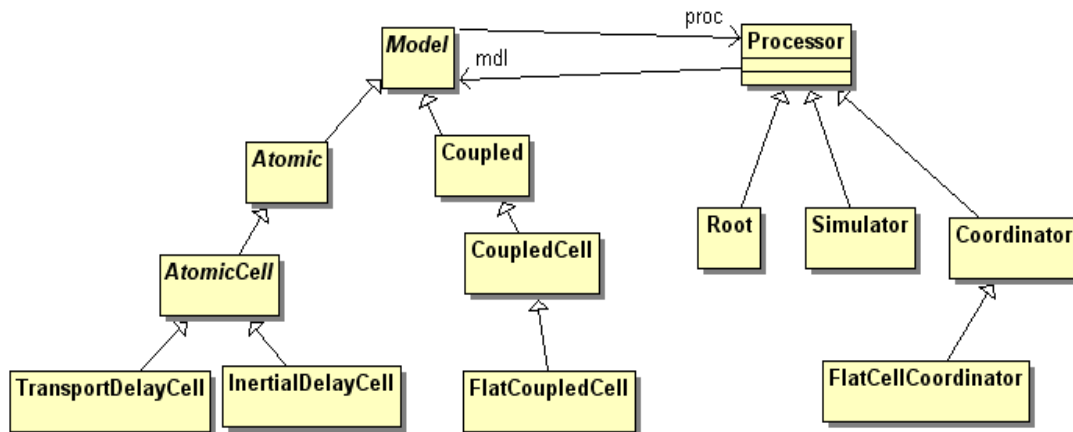 proc
Model
Processor
mdl
Atomic
Coupled
Root
Simulator
Coordinator
AtomicCell
CoupledCell
TransportDelayCell
InertialDelayCell
FlatCoupledCell
FlatCellCoordinator